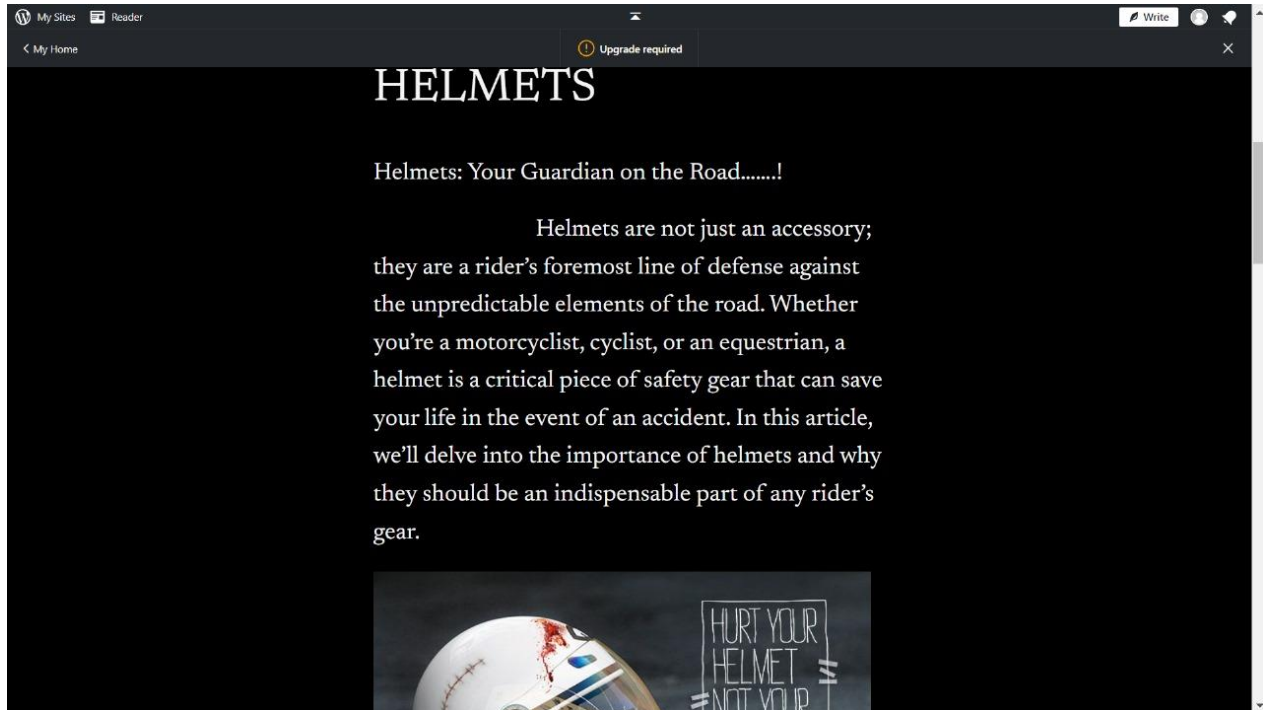 My Sites Reader Write
< My Home Upgrade required
HELMETS
Helmets: Your Guardian on the Road.......!
Helmets are not just an accessory;
they are a rider’s foremost line of defense against
the unpredictable elements of the road. Whether
you’re a motorcyclist, cyclist, or an equestrian, a
helmet is a critical piece of safety gear that can save
your life in the event of an accident. In this article,
we’ll delve into the importance of helmets and why
they should be an indispensable part of any rider’s
gear.
HURT YOUR
HELMET
NOT YOUR